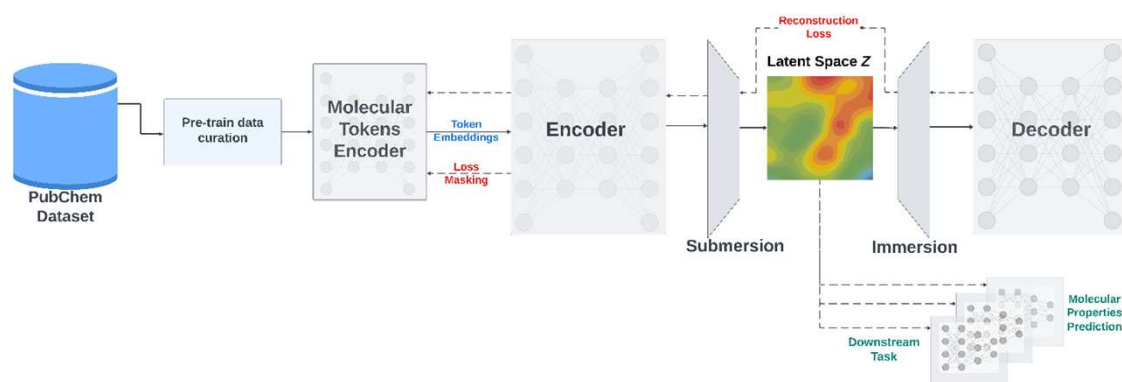 PubChem
Dataset
Pre-train data
curation
Molecular
Tokens
Encoder
Token
Embeddings
Loss
Masking
Encoder
Submersion
Reconstruction
Loss
Latent Space Z
Immersion
Decoder
Downstream
Task
Molecular
Properties
Prediction